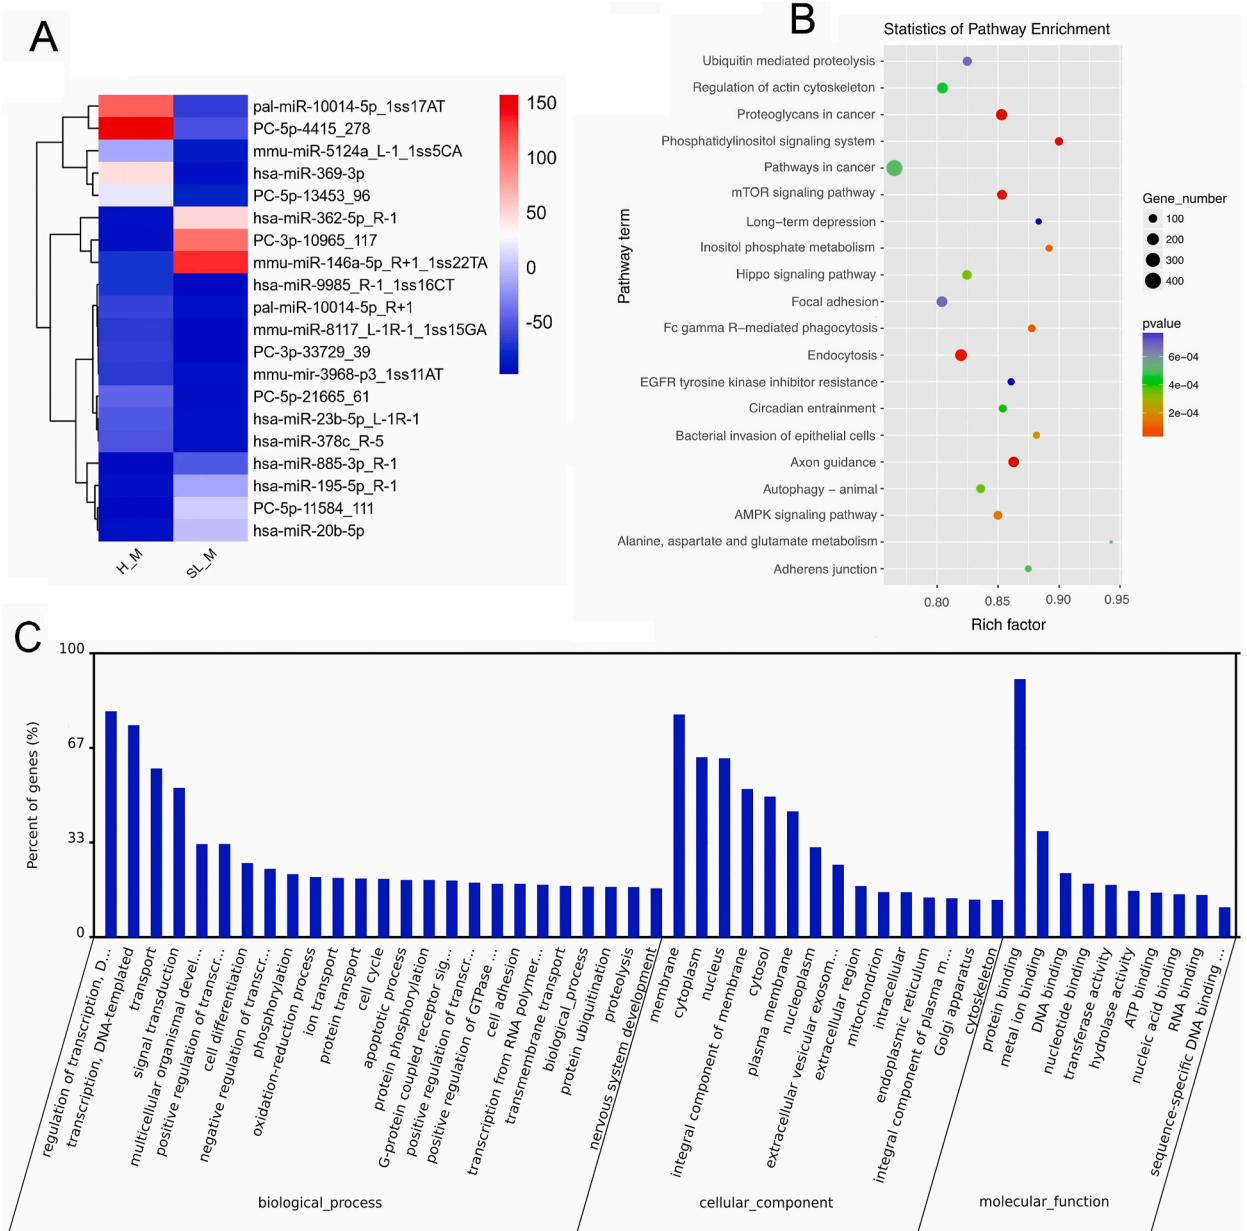 A
pal-miR-10014-5p_1ss17AT
PC-5p-4415_278
mmu-miR-5124a_L-1_1ss5CA
hsa-miR-369-3p
PC-5p-13453_96
hsa-miR-362-5p_R-1
PC-3p-10965_117
mmu-miR-146a-5p_R+1_1ss22TA
hsa-miR-9985_R-1_1ss16CT
pal-miR-10014-5p_R+1
mmu-miR-8117_L-1R-1_1ss15GA
PC-3p-33729_39
mmu-mir-3968-p3_1ss11AT
PC-5p-21665_61
hsa-miR-23b-5p_L-1R-1
hsa-miR-378c_R-5
hsa-miR-885-3p_R-1
hsa-miR-195-5p_R-1
PC-5p-11584_111
hsa-miR-20b-5p
H_M
SL_M
150
100
50
0
-50
B
Statistics of Pathway Enrichment
Pathway term
Ubiquitin mediated proteolysis
Regulation of actin cytoskeleton
Proteoglycans in cancer
Phosphatidylinositol signaling system
Pathways in cancer
mTOR signaling pathway
Long−term depression
Inositol phosphate metabolism
Hippo signaling pathway
Focal adhesion
Fc gamma R−mediated phagocytosis
Endocytosis
EGFR tyrosine kinase inhibitor resistance
Circadian entrainment
Bacterial invasion of epithelial cells
Axon guidance
Autophagy − animal
AMPK signaling pathway
Alanine, aspartate and glutamate metabolism
Adherens junction
0.80
0.85
0.90
0.95
Rich factor
Gene_number
100
200
300
400
pvalue
6e−04
4e−04
2e−04
C
Percent of genes (%)
100
67
33
0
regulation of transcription, D...
transcription, DNA-templated
transport
signal transduction
multicellular organismal devel...
positive regulation of transcr...
cell differentiation
negative regulation of transcr...
phosphorylation
oxidation-reduction process
ion transport
protein transport
cell cycle
apoptotic process
protein phosphorylation
G-protein coupled receptor sig...
positive regulation of transcr...
positive regulation of GTPase ...
cell adhesion
transcription from RNA polymer...
transmembrane transport
biological_process
protein ubiquitination
proteolysis
nervous system development
membrane
cytoplasm
nucleus
integral component of membrane
cytosol
plasma membrane
nucleoplasm
extracellular vesicular exosom...
extracellular region
mitochondrion
intracellular
endoplasmic reticulum
integral component of plasma m...
Golgi apparatus
cytoskeleton
protein binding
metal ion binding
DNA binding
nucleotide binding
transferase activity
hydrolase activity
ATP binding
nucleic acid binding
RNA binding
sequence-specific DNA binding ...
biological_process
cellular_component
molecular_function